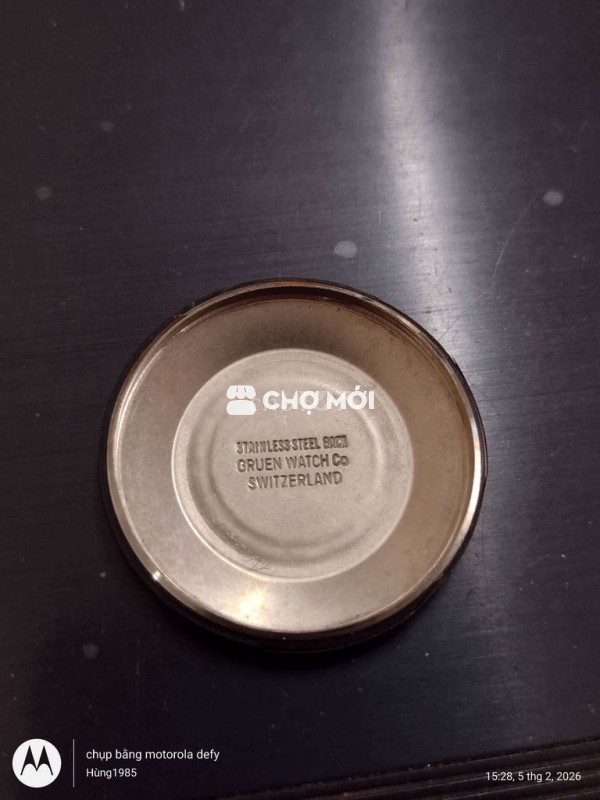 CHỢ MỚI
STAINLESS STEEL BACK
GRUEN WATCH Co
SWITZERLAND
chụp bằng motorola defy
Hùng1985
15:28, 5 thg 2, 2026